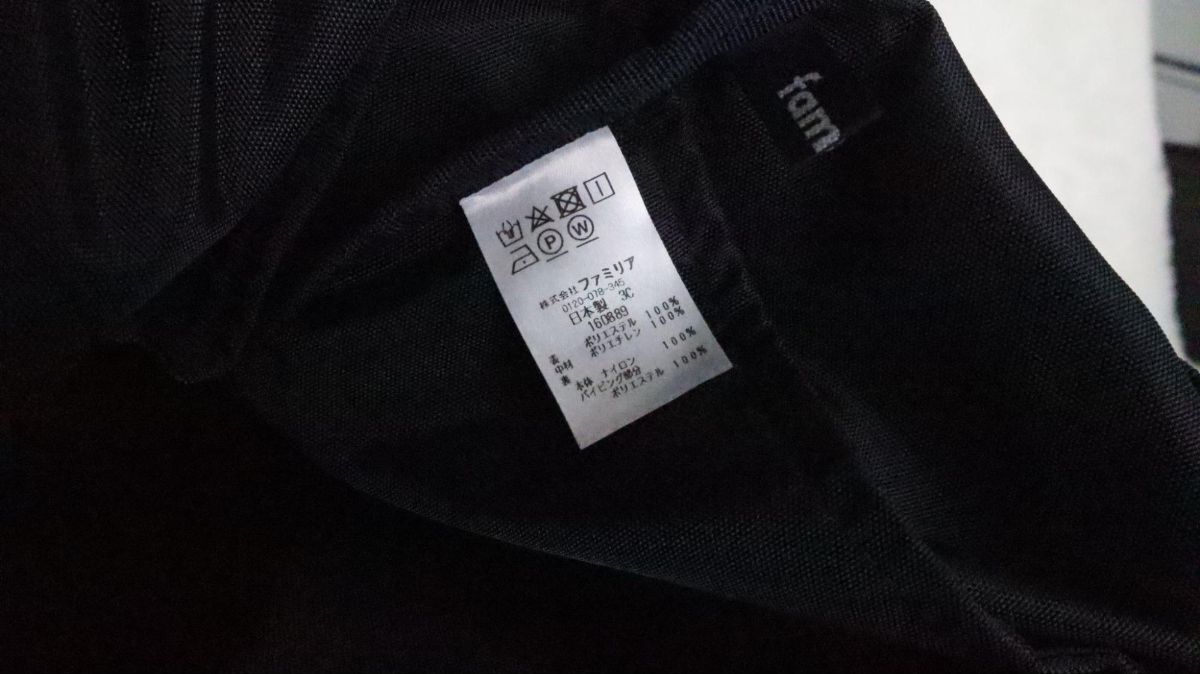 fam
P W
株式会社 ファミリア
0120-078-345
日本製 3C
160889
表 ポリエステル 100%
中材 ポリエチレン 100%
裏 本体 ナイロン 100%
パイピング部分
ポリエステル 100%